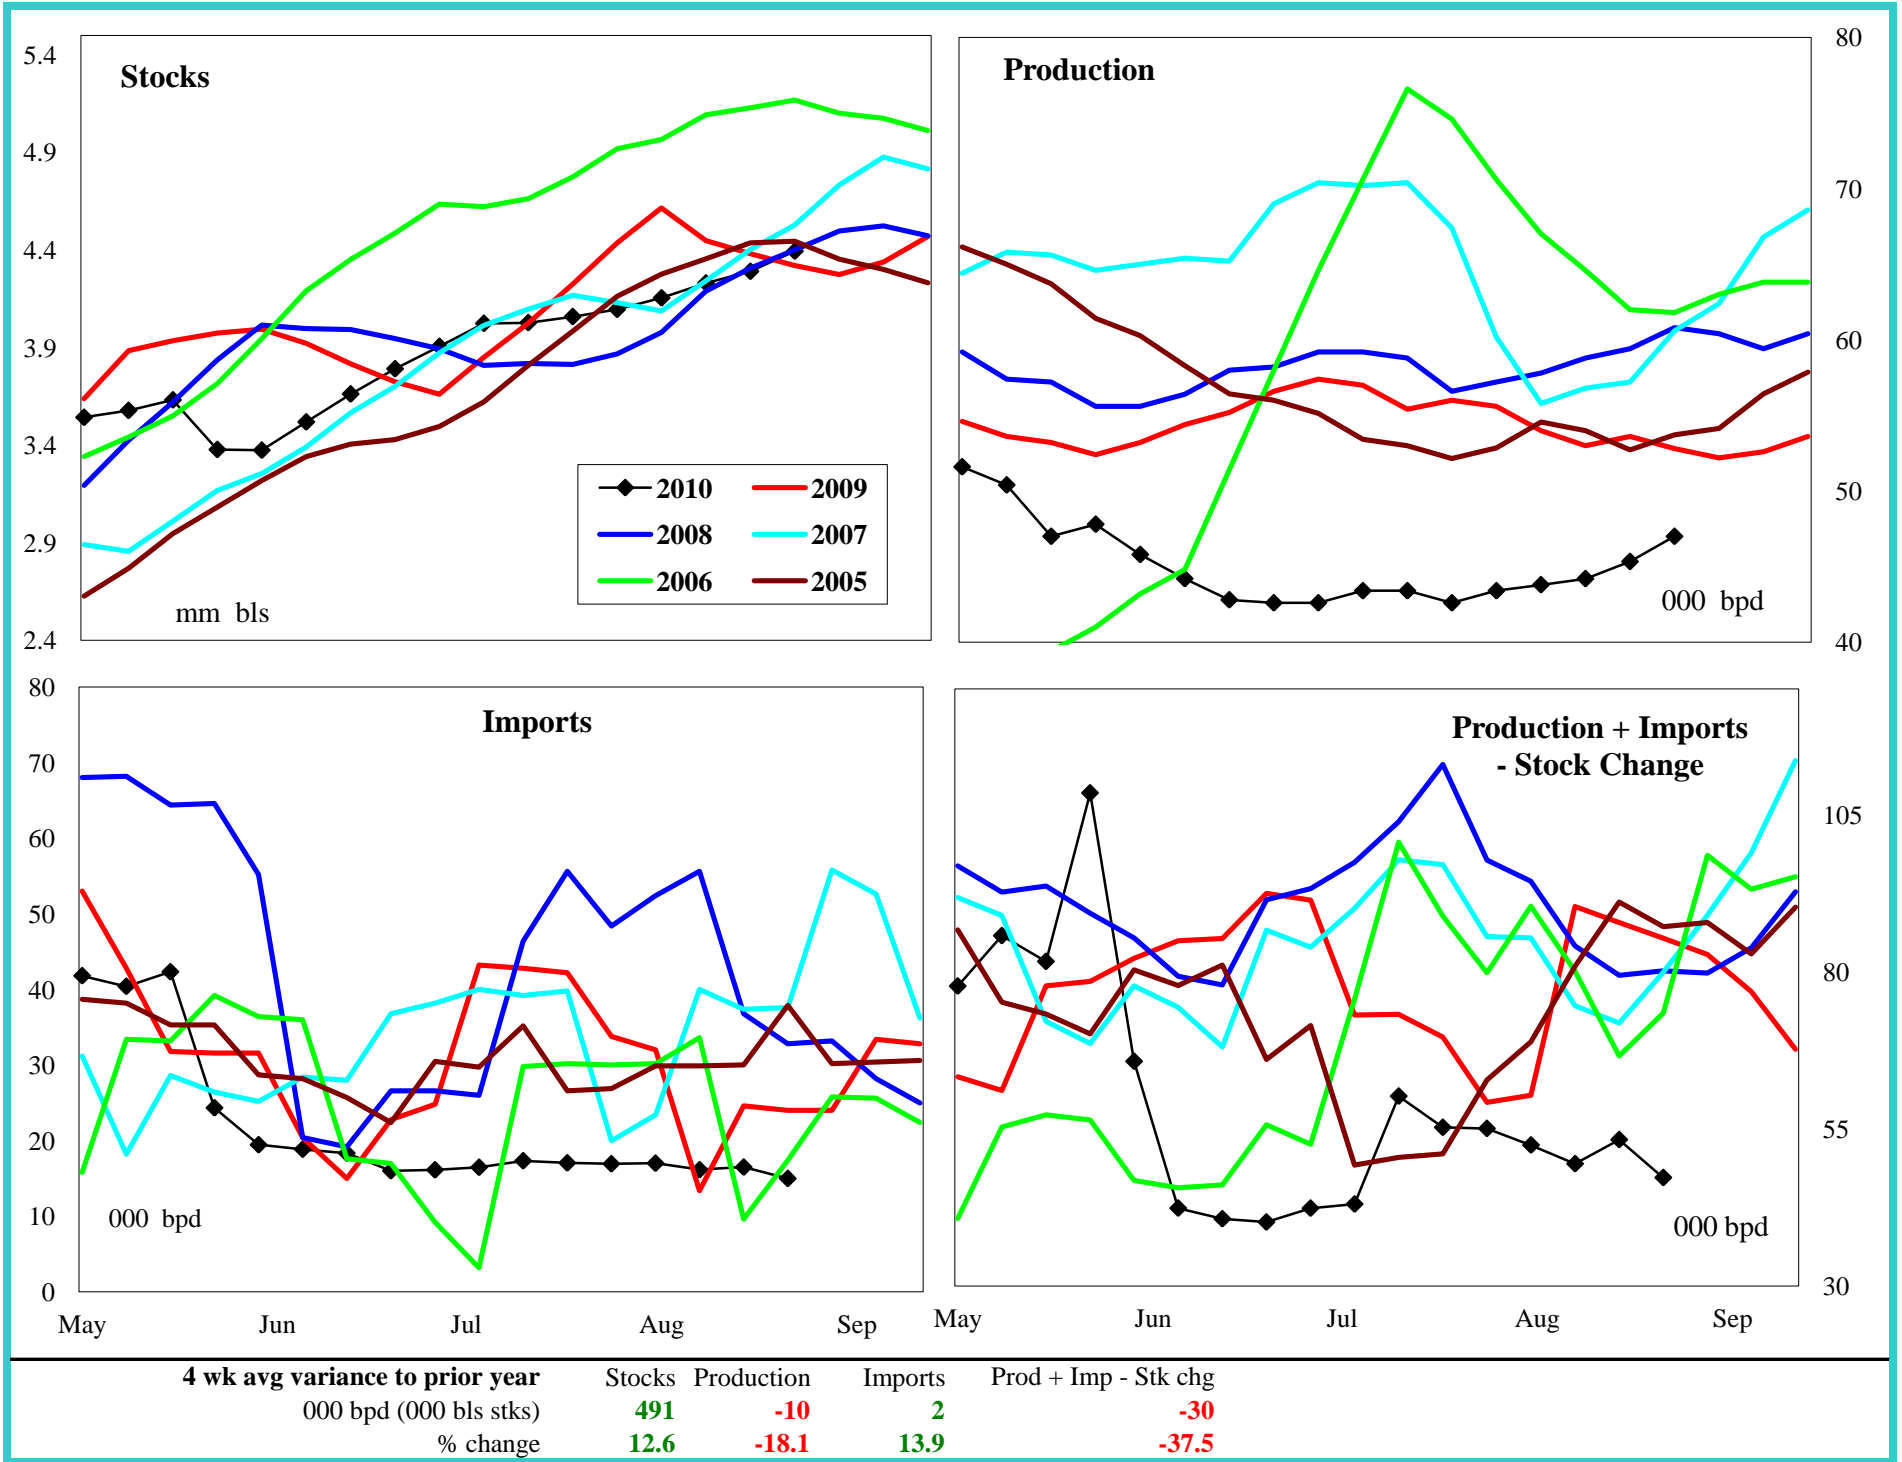 Stocks
5.4
4.9
4.4
3.9
3.4
2.9
2.4
mm bls
2010
2009
2008
2007
2006
2005
Production
80
70
60
50
40
000 bpd
Imports
80
70
60
50
40
30
20
10
0
000 bpd
May
Jun
Jul
Aug
Sep
Production + Imports
- Stock Change
105
80
55
30
000 bpd
May
Jun
Jul
Aug
Sep
4 wk avg variance to prior year Stocks Production Imports Prod + Imp - Stk chg
000 bpd (000 bls stks) 491 -10 2 -30
% change 12.6 -18.1 13.9 -37.5